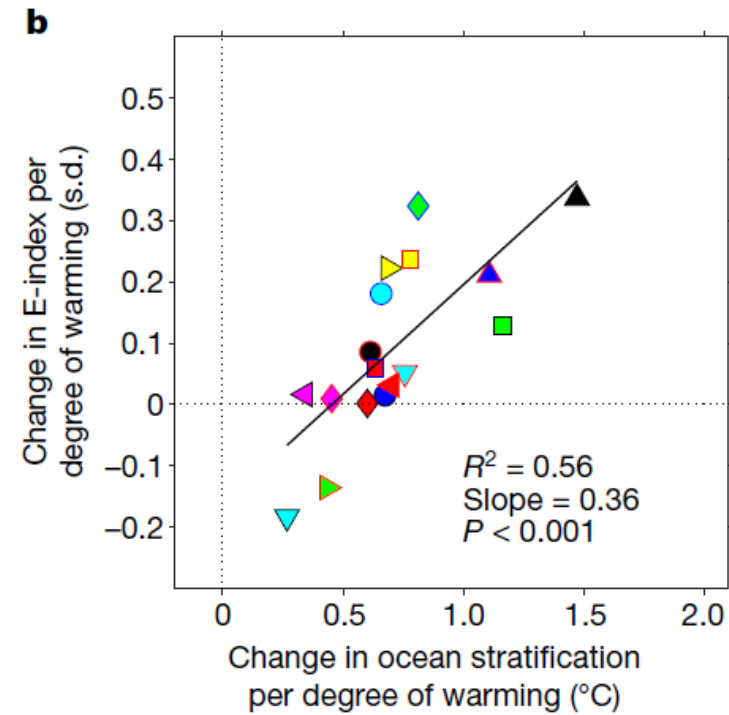 b
Change in E-index per
degree of warming (s.d.)
0.5
0.4
0.3
0.2
0.1
0
−0.1
−0.2
R² = 0.56
Slope = 0.36
P < 0.001
0 0.5 1.0 1.5 2.0
Change in ocean stratification
per degree of warming (°C)